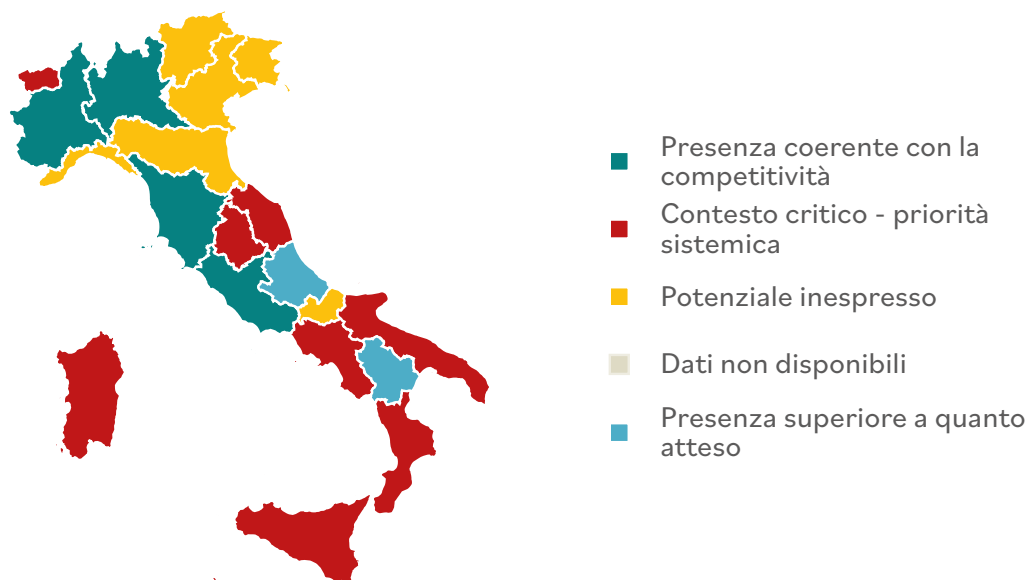 Presenza coerente con la
competitività
Contesto critico - priorità
sistemica
Potenziale inespresso
Dati non disponibili
Presenza superiore a quanto
atteso